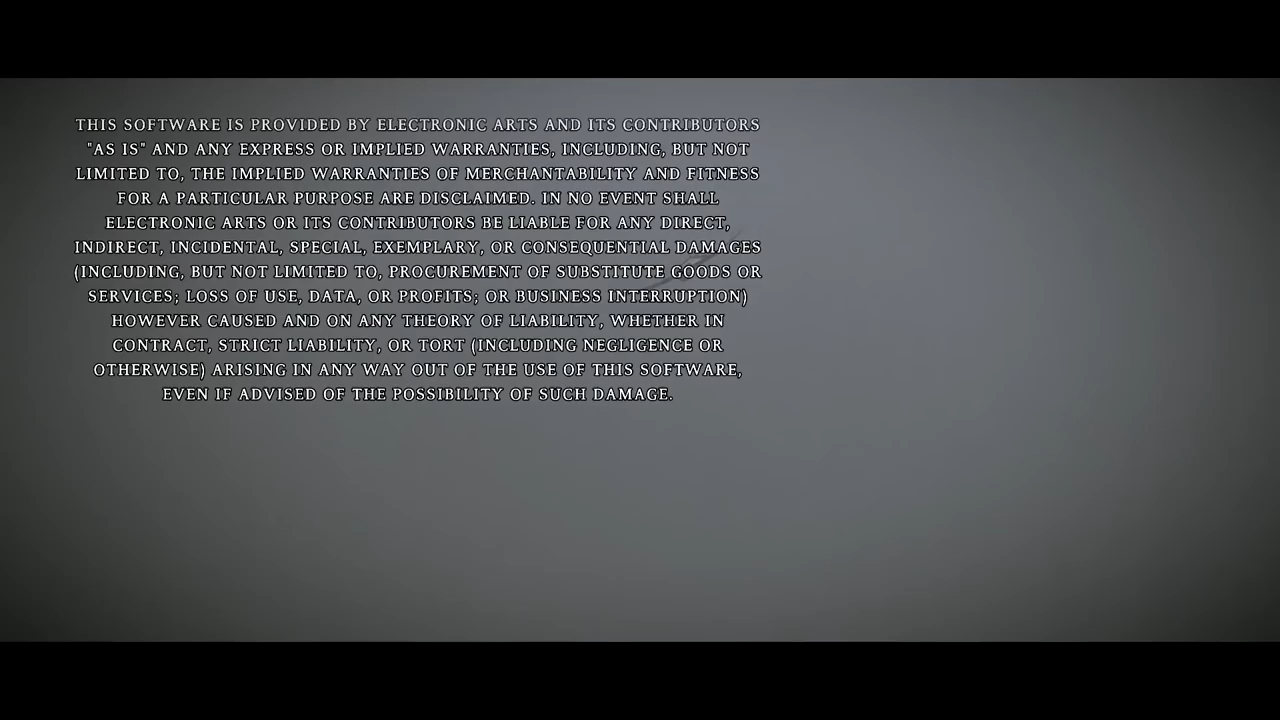 THIS SOFTWARE IS PROVIDED BY ELECTRONIC ARTS AND ITS CONTRIBUTORS
"AS IS" AND ANY EXPRESS OR IMPLIED WARRANTIES, INCLUDING, BUT NOT
LIMITED TO, THE IMPLIED WARRANTIES OF MERCHANTABILITY AND FITNESS
FOR A PARTICULAR PURPOSE ARE DISCLAIMED. IN NO EVENT SHALL
ELECTRONIC ARTS OR ITS CONTRIBUTORS BE LIABLE FOR ANY DIRECT,
INDIRECT, INCIDENTAL, SPECIAL, EXEMPLARY, OR CONSEQUENTIAL DAMAGES
(INCLUDING, BUT NOT LIMITED TO, PROCUREMENT OF SUBSTITUTE GOODS OR
SERVICES; LOSS OF USE, DATA, OR PROFITS; OR BUSINESS INTERRUPTION)
HOWEVER CAUSED AND ON ANY THEORY OF LIABILITY, WHETHER IN
CONTRACT, STRICT LIABILITY, OR TORT (INCLUDING NEGLIGENCE OR
OTHERWISE) ARISING IN ANY WAY OUT OF THE USE OF THIS SOFTWARE,
EVEN IF ADVISED OF THE POSSIBILITY OF SUCH DAMAGE.